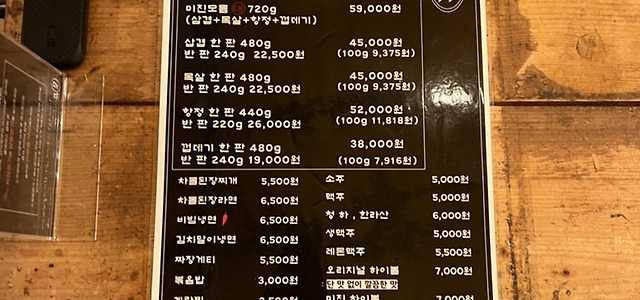 미진모듬 720g 59,000원
(삼겹+목살+항정+껍데기)
삼겹 한 판 480g 45,000원
반 판 240g 22,500원 (100g 9,375원)
목살 한 판 480g 45,000원
반 판 240g 22,500원 (100g 9,375원)
항정 한 판 440g 52,000원
반 판 220g 26,000원 (100g 11,818원)
껍데기 한 판 480g 38,000원
반 판 240g 19,000원 (100g 7,916원)
차돌된장찌개 5,500원
차돌된장라면 6,500원
비빔냉면 6,500원
김치말이냉면 6,500원
짜장게티 5,500원
볶음밥 3,000원
소주 5,000원
맥주 5,000원
청하, 한라산 6,000원
생맥주 5,000원
레몬맥주 5,500원
오리지널 하이볼 7,000원
단 맛 없이 깔끔한 맛
미진 하이볼 7,000원